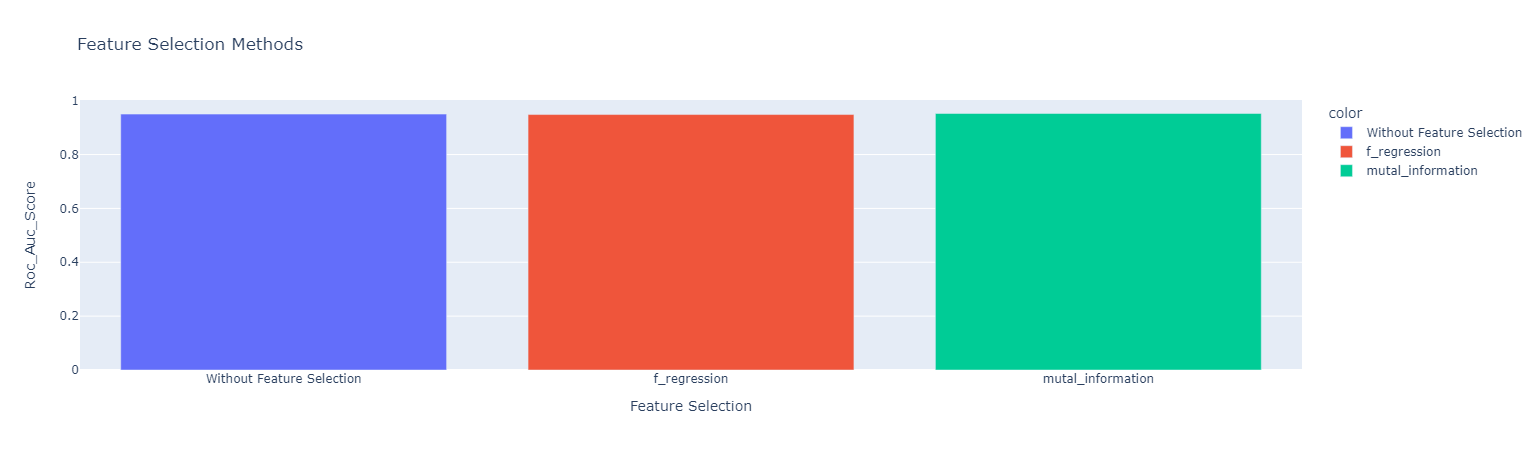 Feature Selection Methods
1
0.8
0.6
0.4
0.2
0
Roc_Auc_Score
Without Feature Selection
f_regression
mutal_information
Feature Selection
color
Without Feature Selection
f_regression
mutal_information